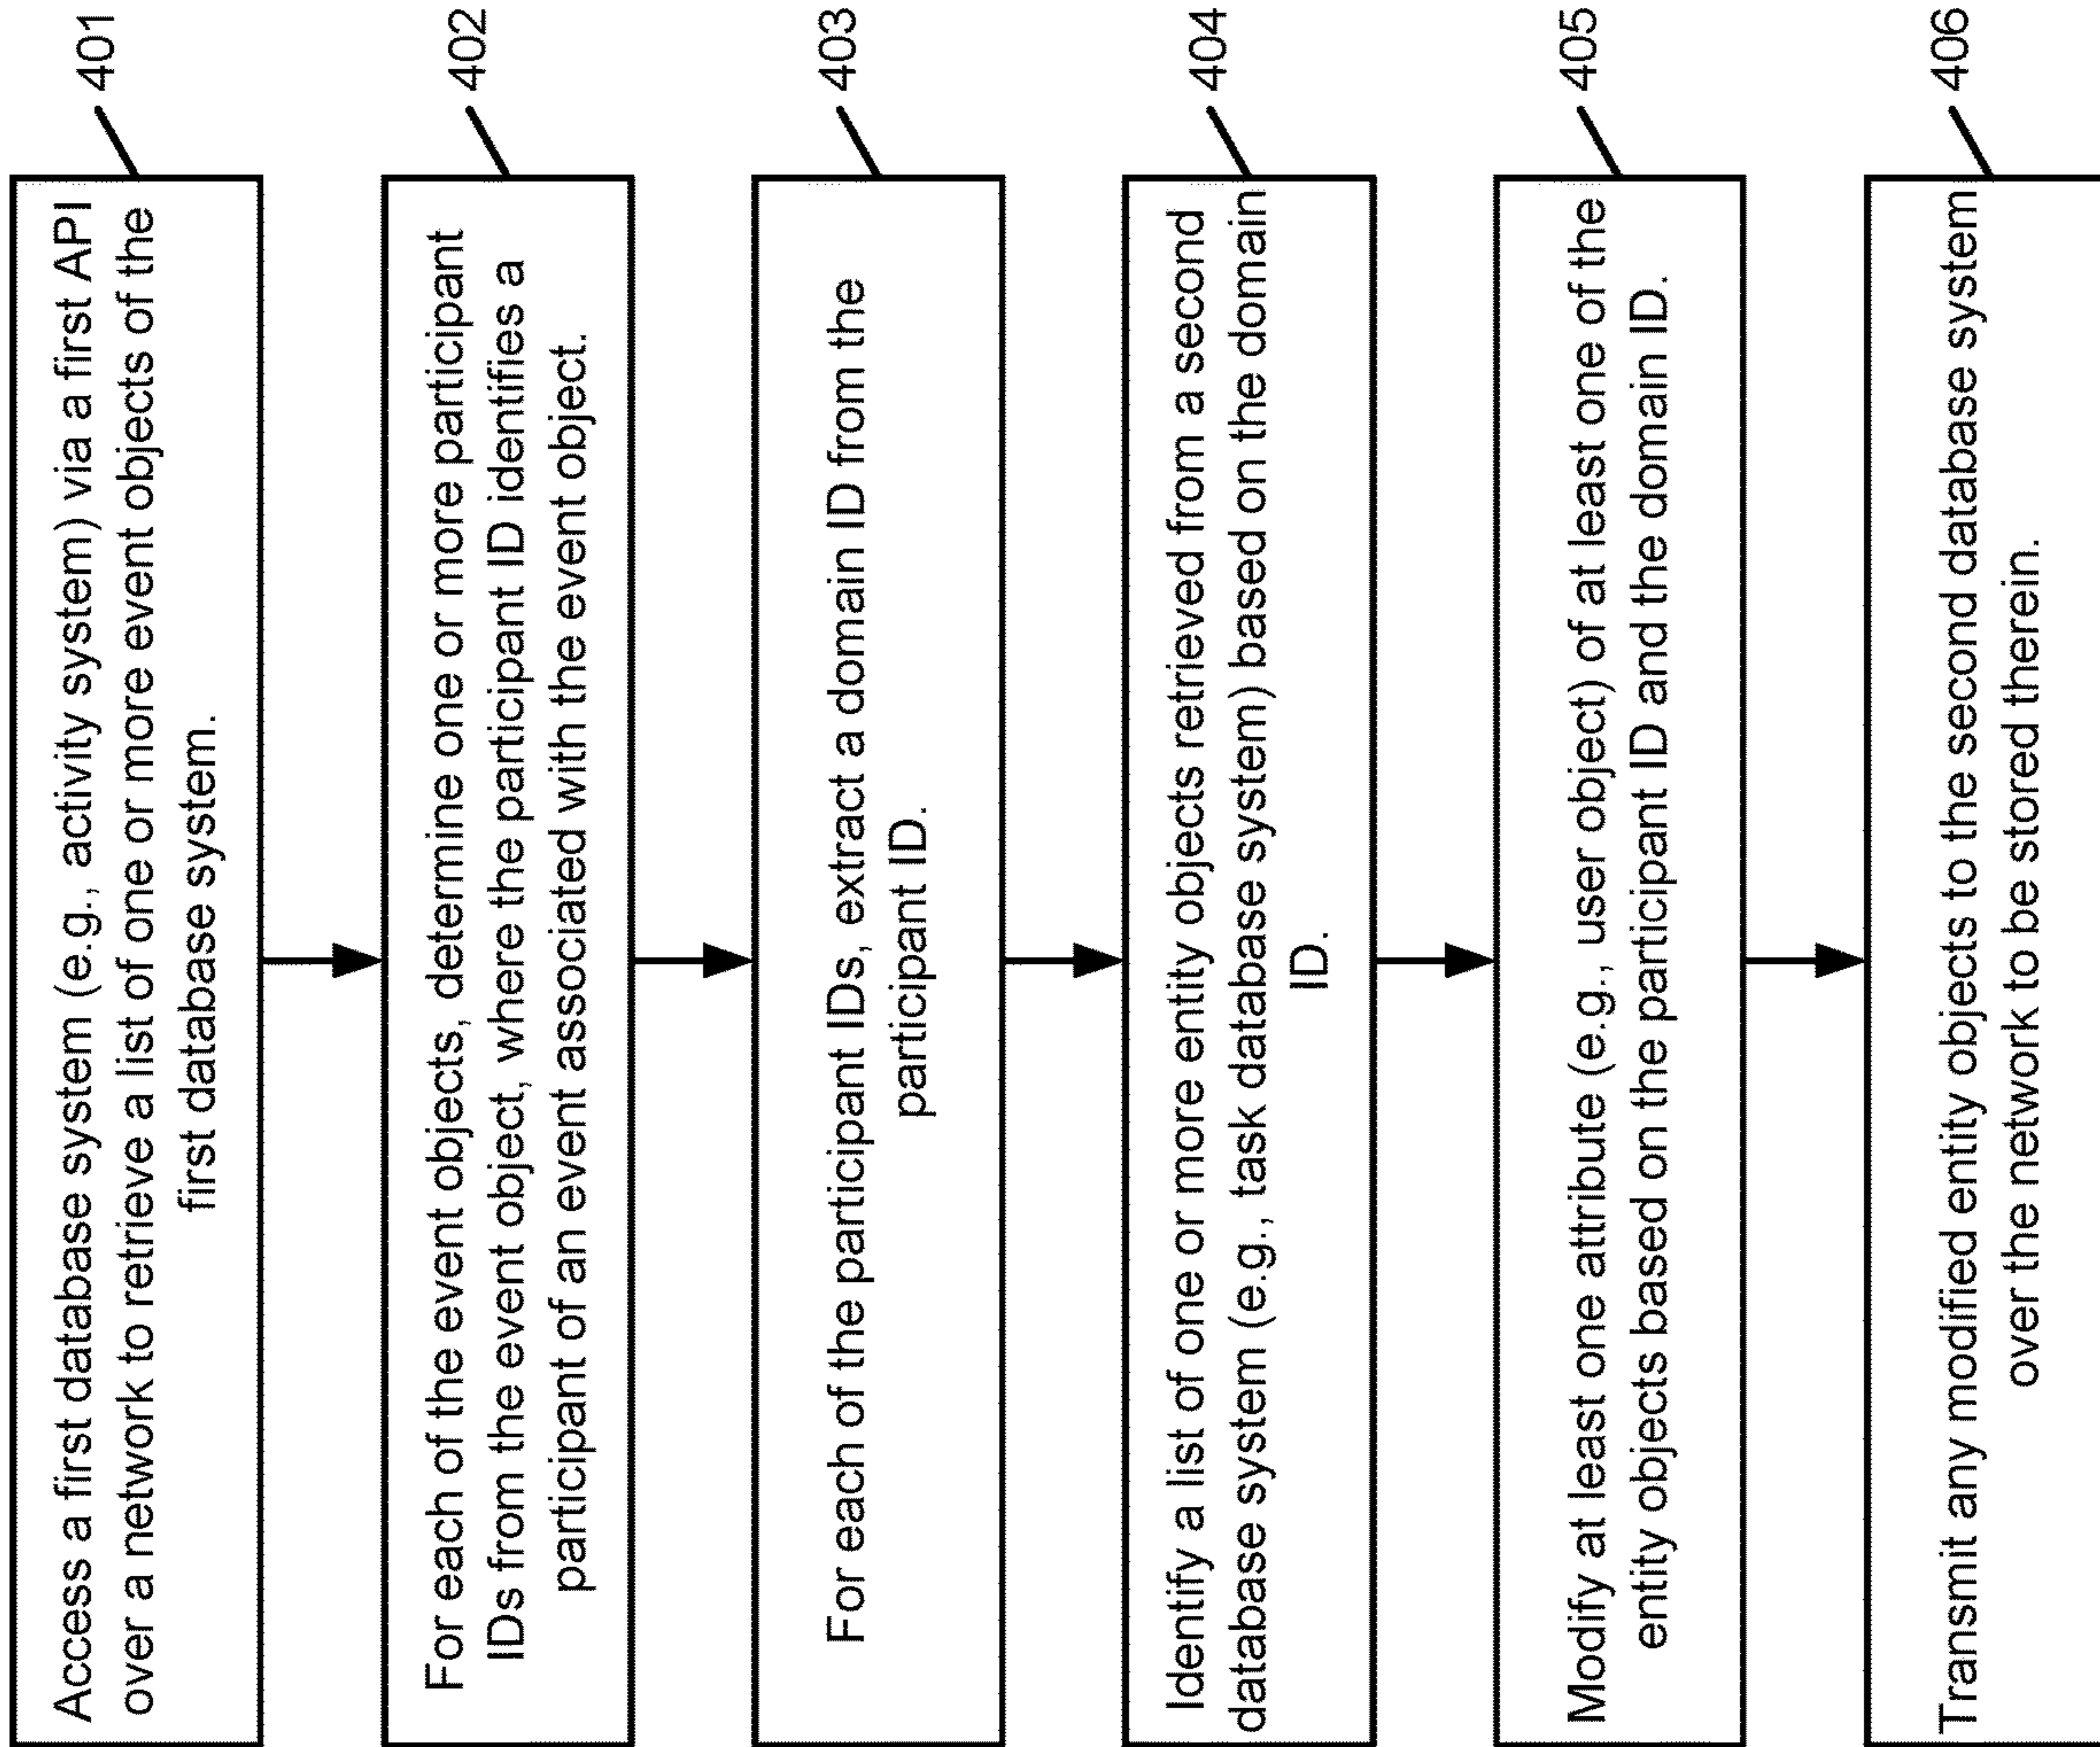 Access a first database system (e.g., activity system) via a first API
over a network to retrieve a list of one or more event objects of the
first database system.
401
For each of the event objects, determine one or more participant
IDs from the event object, where the participant ID identifies a
participant of an event associated with the event object.
402
For each of the participant IDs, extract a domain ID from the
participant ID.
403
Identify a list of one or more entity objects retrieved from a second
database system (e.g., task database system) based on the domain
ID.
404
Modify at least one attribute (e.g., user object) of at least one of the
entity objects based on the participant ID and the domain ID.
405
Transmit any modified entity objects to the second database system
over the network to be stored therein.
406